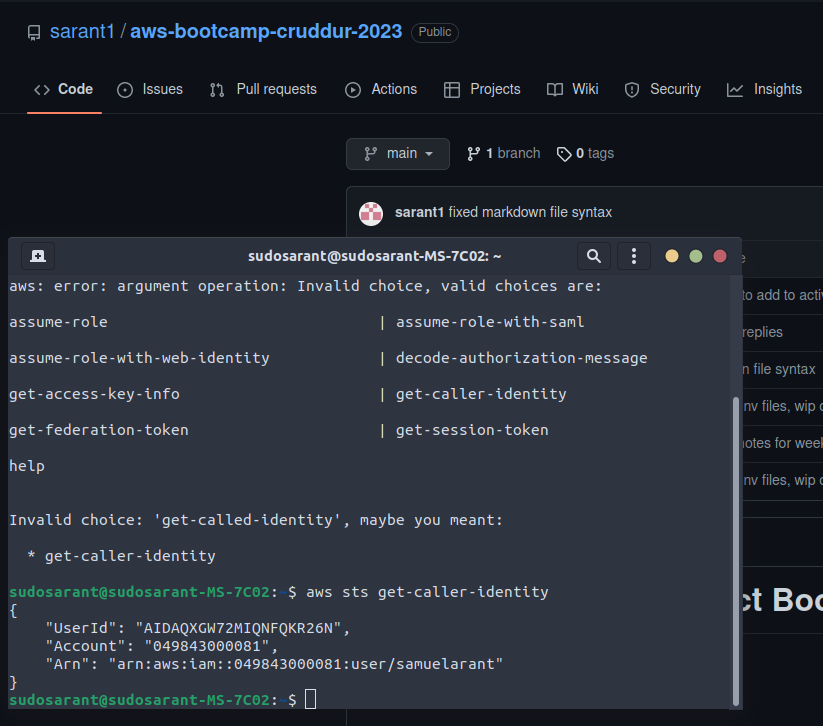 sarant1 / aws-bootcamp-cruddur-2023 Public
Code Issues Pull requests Actions Projects Wiki Security Insights
main 1 branch 0 tags
sarant1 fixed markdown file syntax
sudosarant@sudosarant-MS-7C02: ~
aws: error: argument operation: Invalid choice, valid choices are:
assume-role | assume-role-with-saml
to add to activ
replies
assume-role-with-web-identity | decode-authorization-message
file syntax
get-access-key-info | get-caller-identity
nv files, wip
get-federation-token | get-session-token
notes for week
help
nv files, wip
Invalid choice: 'get-called-identity', maybe you meant:
* get-caller-identity
sudosarant@sudosarant-MS-7C02:~$ aws sts get-caller-identity
ct Boo
{
"UserId": "AIDAQXGW72MIQNFQKR26N",
"Account": "049843000081",
"Arn": "arn:aws:iam::049843000081:user/samuelarant"
}
sudosarant@sudosarant-MS-7C02:~$